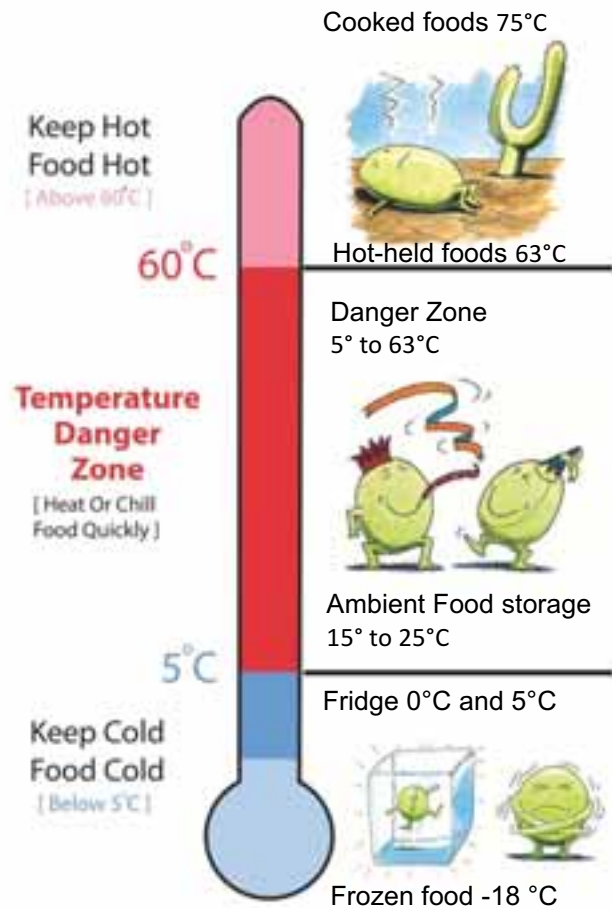 Cooked foods 75°C
Keep Hot
Food Hot
[ Above 60°C ]
60°C
Hot-held foods 63°C
Danger Zone
5° to 63°C
Temperature
Danger
Zone
[ Heat Or Chill
Food Quickly ]
Ambient Food storage
15° to 25°C
5°C
Fridge 0°C and 5°C
Keep Cold
Food Cold
[ Below 5°C ]
Frozen food -18 °C